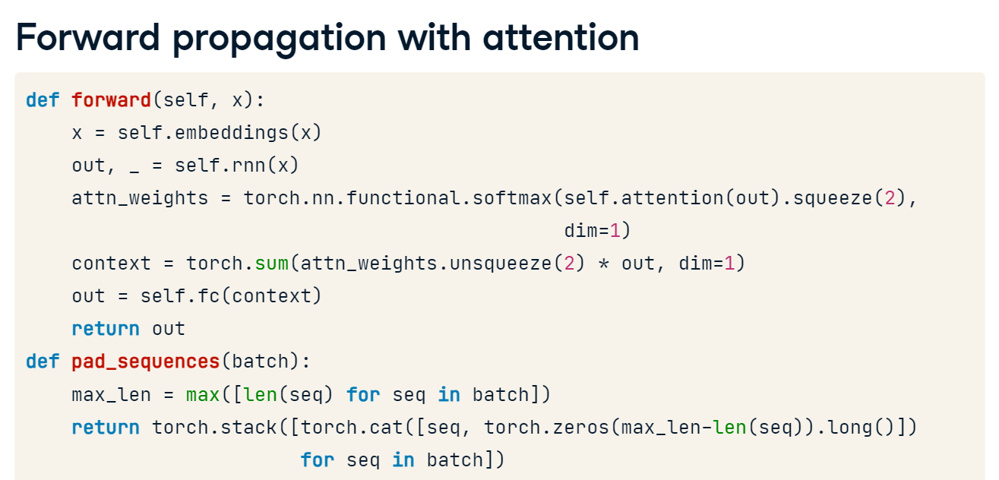 Forward propagation with attention
def forward(self, x):
    x = self.embeddings(x)
    out, _ = self.rnn(x)
    attn_weights = torch.nn.functional.softmax(self.attention(out).squeeze(2),
                                               dim=1)
    context = torch.sum(attn_weights.unsqueeze(2) * out, dim=1)
    out = self.fc(context)
    return out
def pad_sequences(batch):
    max_len = max([len(seq) for seq in batch])
    return torch.stack([torch.cat([seq, torch.zeros(max_len-len(seq)).long()])
                        for seq in batch])